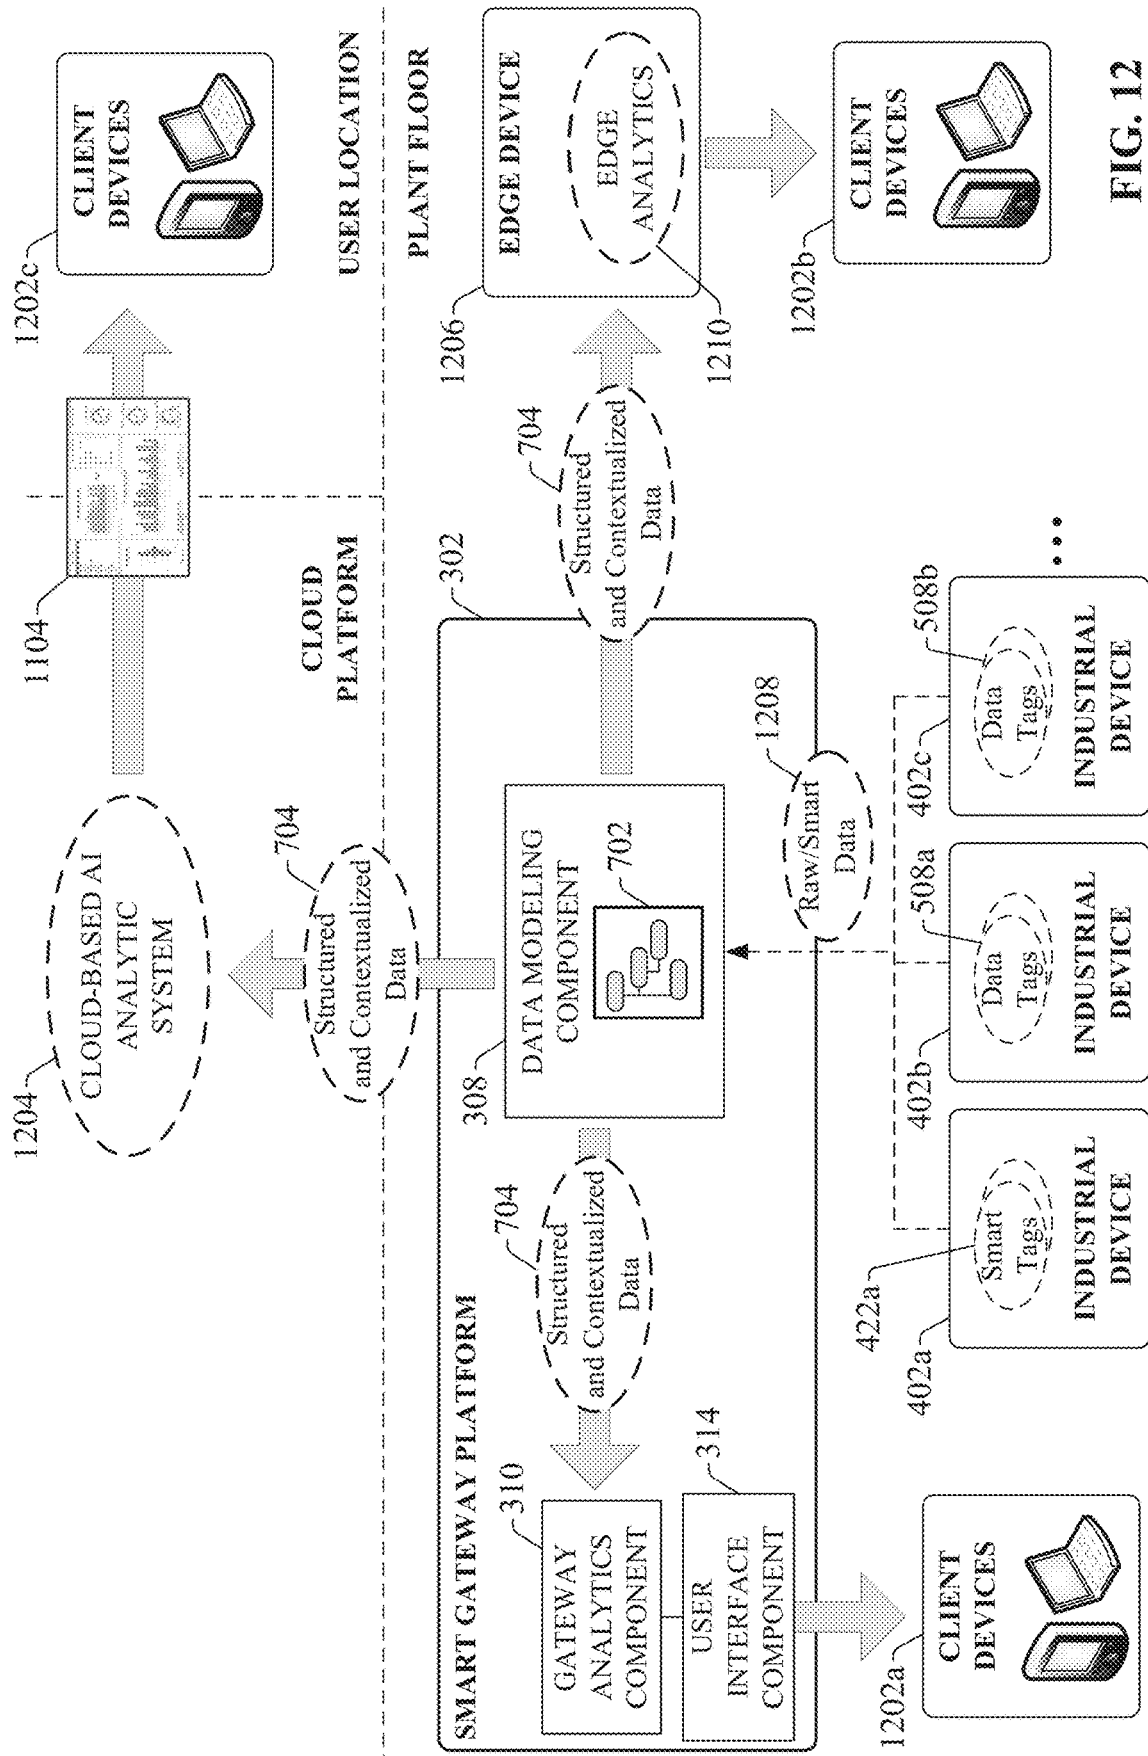 1204
CLOUD-BASED AI
ANALYTIC
SYSTEM
1104
1202c
CLIENT
DEVICES
704
Structured
and Contextualized
Data
CLOUD
PLATFORM
USER LOCATION
PLANT FLOOR
SMART GATEWAY PLATFORM
302
310
GATEWAY
ANALYTICS
COMPONENT
704
Structured
and Contextualized
Data
308
DATA MODELING
COMPONENT
702
704
Structured
and Contextualized
Data
1206
EDGE DEVICE
EDGE
ANALYTICS
1210
314
USER
INTERFACE
COMPONENT
1208
Raw/Smart
Data
1202a
CLIENT
DEVICES
402a
422a
Smart
Tags
INDUSTRIAL
DEVICE
402b
508a
Data
Tags
INDUSTRIAL
DEVICE
402c
508b
Data
Tags
INDUSTRIAL
DEVICE
1202b
CLIENT
DEVICES
FIG. 12